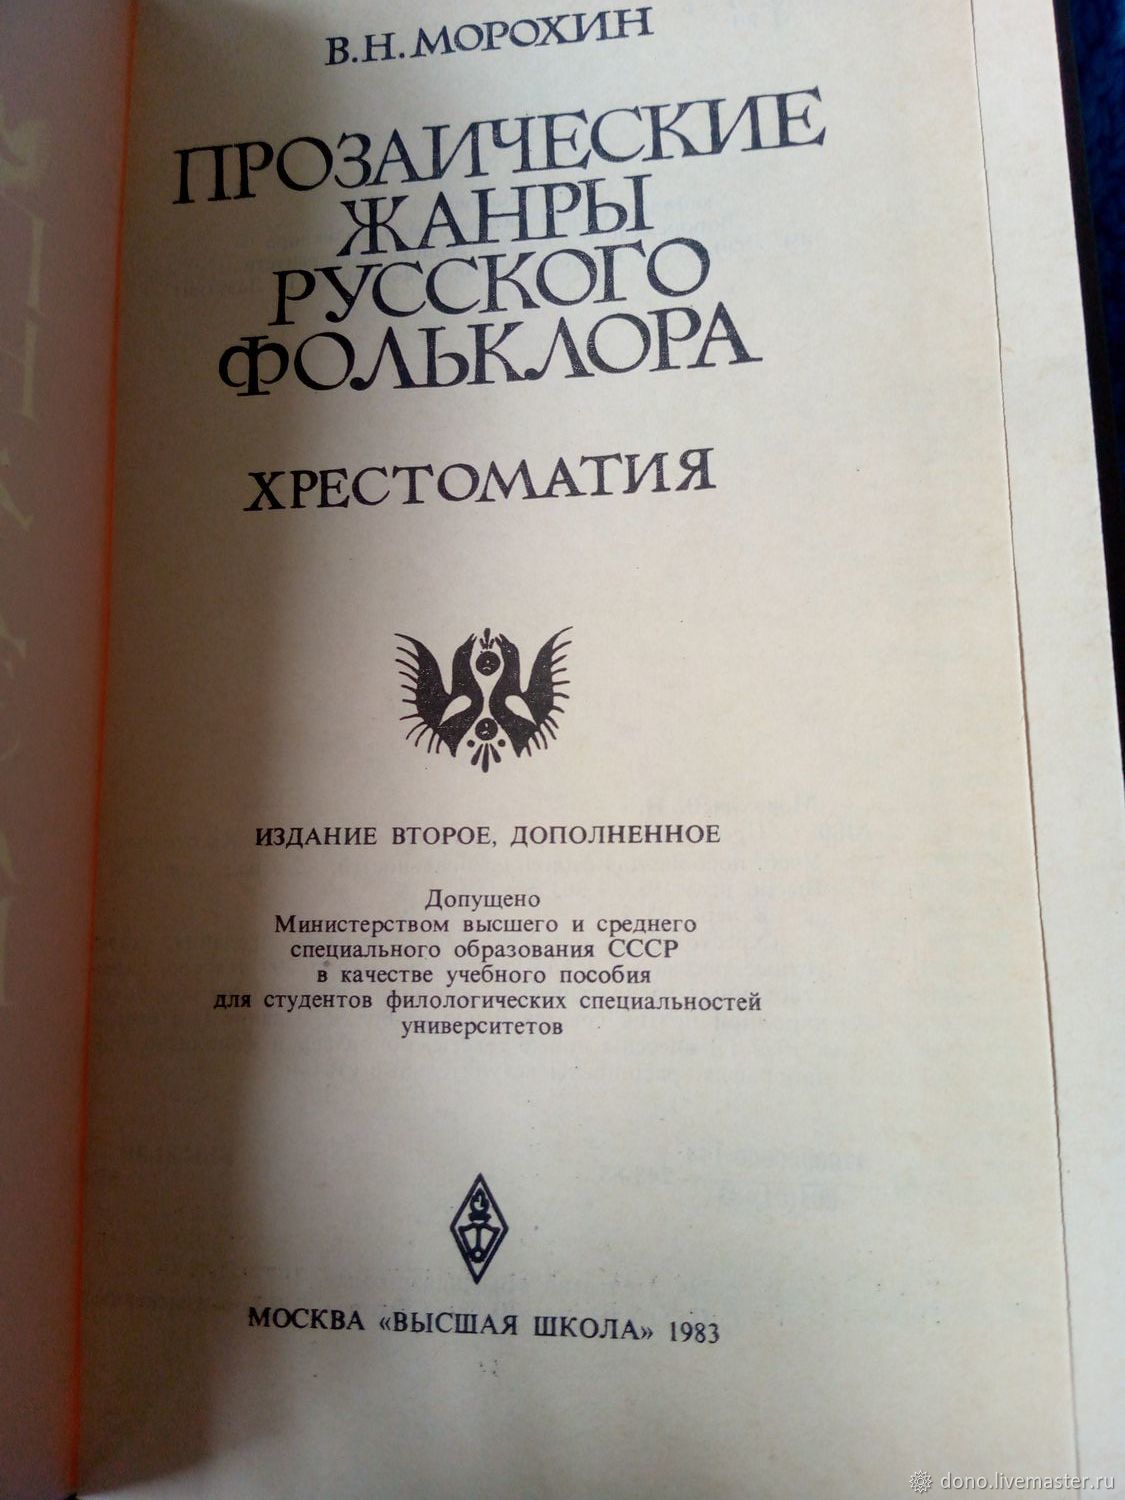 В.Н.МОРОХИН
ПРОЗАИЧЕСКИЕ
ЖАНРЫ
РУССКОГО
ФОЛЬКЛОРА
ХРЕСТОМАТИЯ
ИЗДАНИЕ ВТОРОЕ, ДОПОЛНЕННОЕ
Допущено
Министерством высшего и среднего
специального образования СССР
в качестве учебного пособия
для студентов филологических специальностей
университетов
МОСКВА «ВЫСШАЯ ШКОЛА» 1983
dono.livemaster.ru